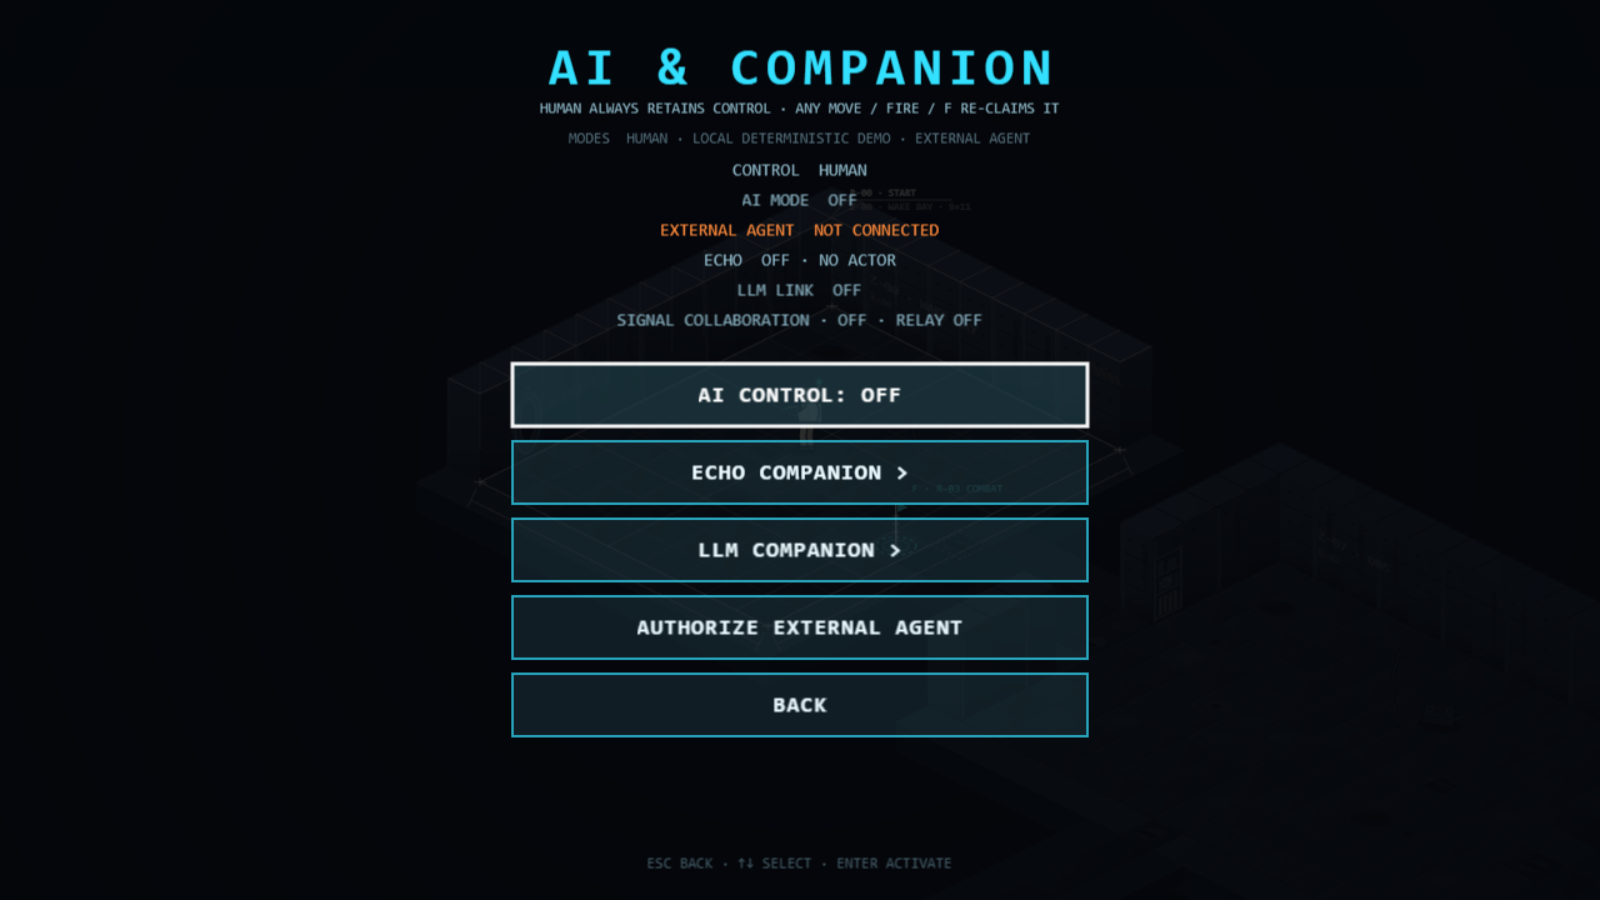 AI & COMPANION
HUMAN ALWAYS RETAINS CONTROL · ANY MOVE / FIRE / F RE-CLAIMS IT
MODES  HUMAN · LOCAL DETERMINISTIC DEMO · EXTERNAL AGENT
CONTROL  HUMAN
AI MODE  OFF
EXTERNAL AGENT  NOT CONNECTED
ECHO  OFF · NO ACTOR
LLM LINK  OFF
SIGNAL COLLABORATION · OFF · RELAY OFF
AI CONTROL: OFF
ECHO COMPANION >
F · R-03 COMBAT
LLM COMPANION >
AUTHORIZE EXTERNAL AGENT
BACK
ESC BACK · ↑↓ SELECT · ENTER ACTIVATE